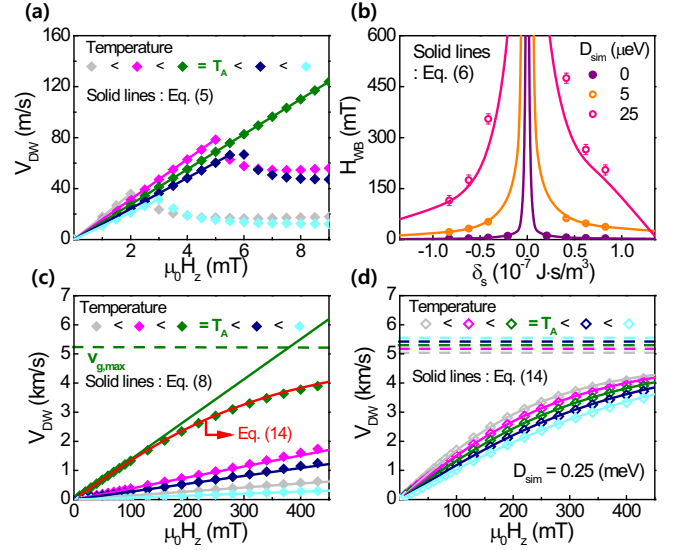 (a)
Temperature
< < = T_A < <
Solid lines : Eq. (5)
V_DW (m/s)
160
120
80
40
0
0 2 4 6 8
μ₀H_z (mT)
(b)
Solid lines
: Eq. (6)
D_sim (μeV)
0
5
25
H_WB (mT)
600
450
300
150
0
-1.0 -0.5 0.0 0.5 1.0
δ_s (10⁻⁷ J·s/m³)
(c)
Temperature
< < = T_A < <
v_g,max
Solid lines : Eq. (8)
Eq. (14)
V_DW (km/s)
7
6
5
4
3
2
1
0
0 100 200 300 400
μ₀H_z (mT)
(d)
Temperature
< < = T_A < <
Solid lines : Eq. (14)
D_sim = 0.25 (meV)
V_DW (km/s)
7
6
5
4
3
2
1
0
0 100 200 300 400
μ₀H_z (mT)